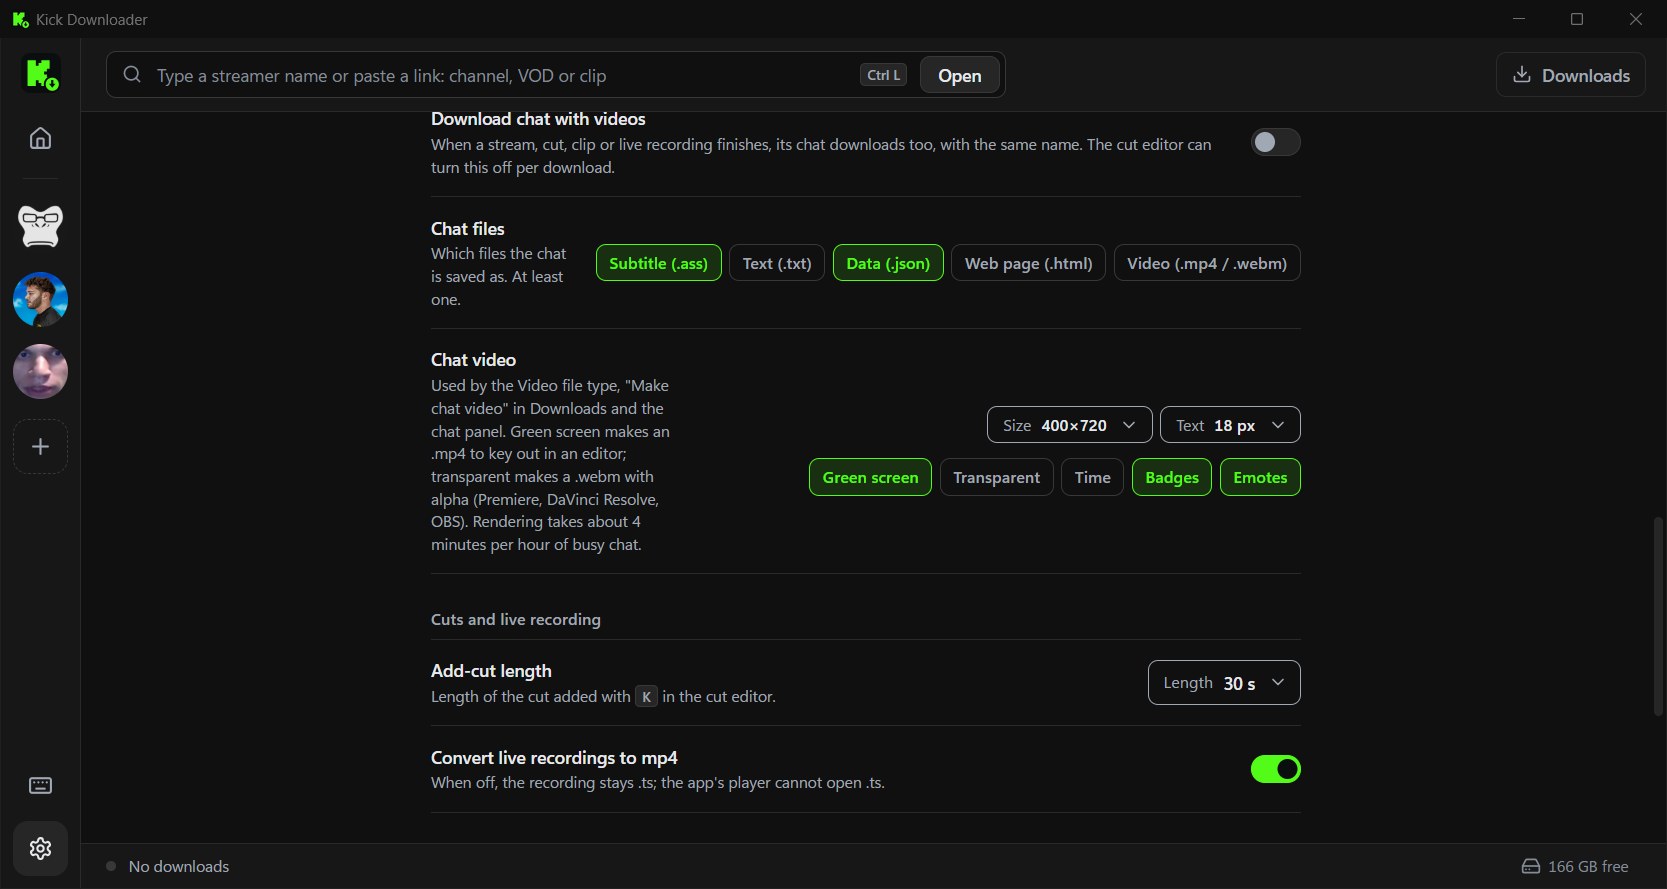 Kick Downloader
Type a streamer name or paste a link: channel, VOD or clip
Ctrl L
Open
Downloads
Download chat with videos
When a stream, cut, clip or live recording finishes, its chat downloads too, with the same name. The cut editor can
turn this off per download.
Chat files
Which files the chat
is saved as. At least
one.
Subtitle (.ass)
Text (.txt)
Data (.json)
Web page (.html)
Video (.mp4 / .webm)
Chat video
Used by the Video file type, "Make
chat video" in Downloads and the
chat panel. Green screen makes an
.mp4 to key out in an editor;
transparent makes a .webm with
alpha (Premiere, DaVinci Resolve,
OBS). Rendering takes about 4
minutes per hour of busy chat.
Size 400×720
Text 18 px
Green screen
Transparent
Time
Badges
Emotes
Cuts and live recording
Add-cut length
Length of the cut added with K in the cut editor.
Length 30 s
Convert live recordings to mp4
When off, the recording stays .ts; the app's player cannot open .ts.
No downloads
166 GB free